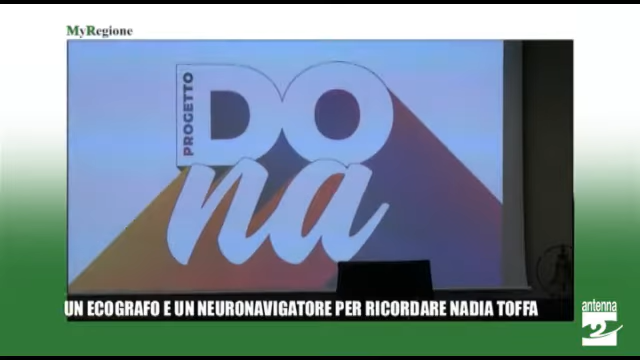 MyRegione
PROGETTO
DO
na
UN ECOGRAFO E UN NEURONAVIGATORE PER RICORDARE NADIA TOFFA
antenna
2